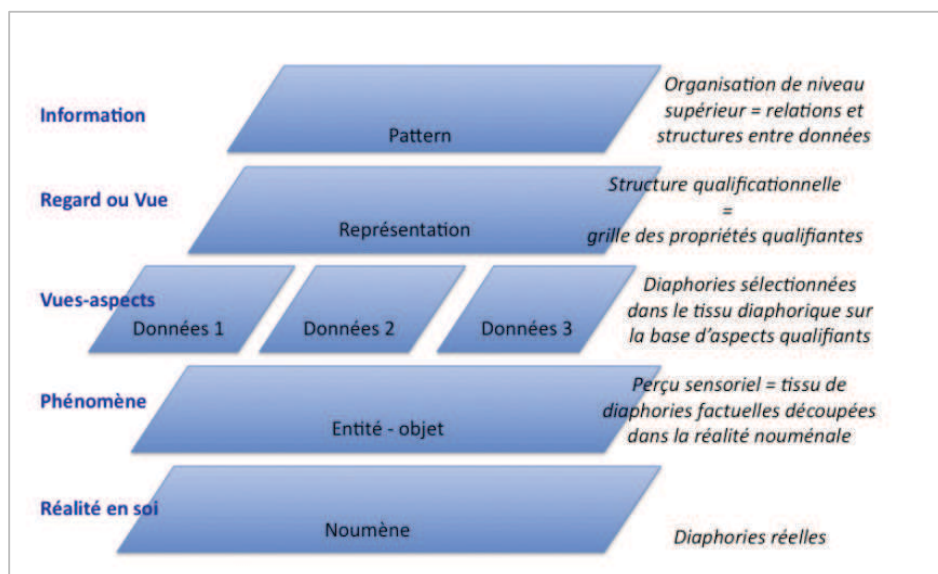 Information
Pattern
Organisation de niveau
supérieur = relations et
structures entre données
Regard ou Vue
Représentation
Structure qualificationnelle
=
grille des propriétés qualifiantes
Vues-aspects
Données 1
Données 2
Données 3
Diaphories sélectionnées
dans le tissu diaphorique sur
la base d'aspects qualifiants
Phénomène
Entité - objet
Perçu sensoriel = tissu de
diaphories factuelles découpées
dans la réalité nouménale
Réalité en soi
Noumène
Diaphories réelles